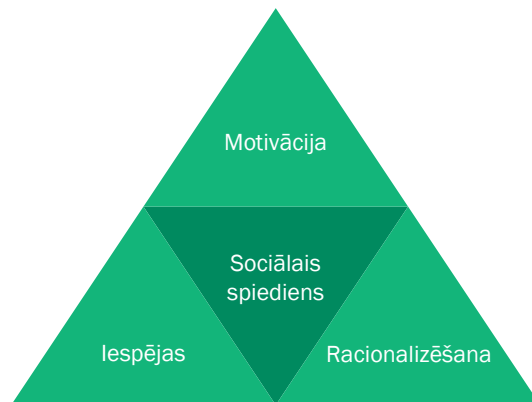 Motivācija
Sociālais
spiediens
Iespējas
Racionalizēšana